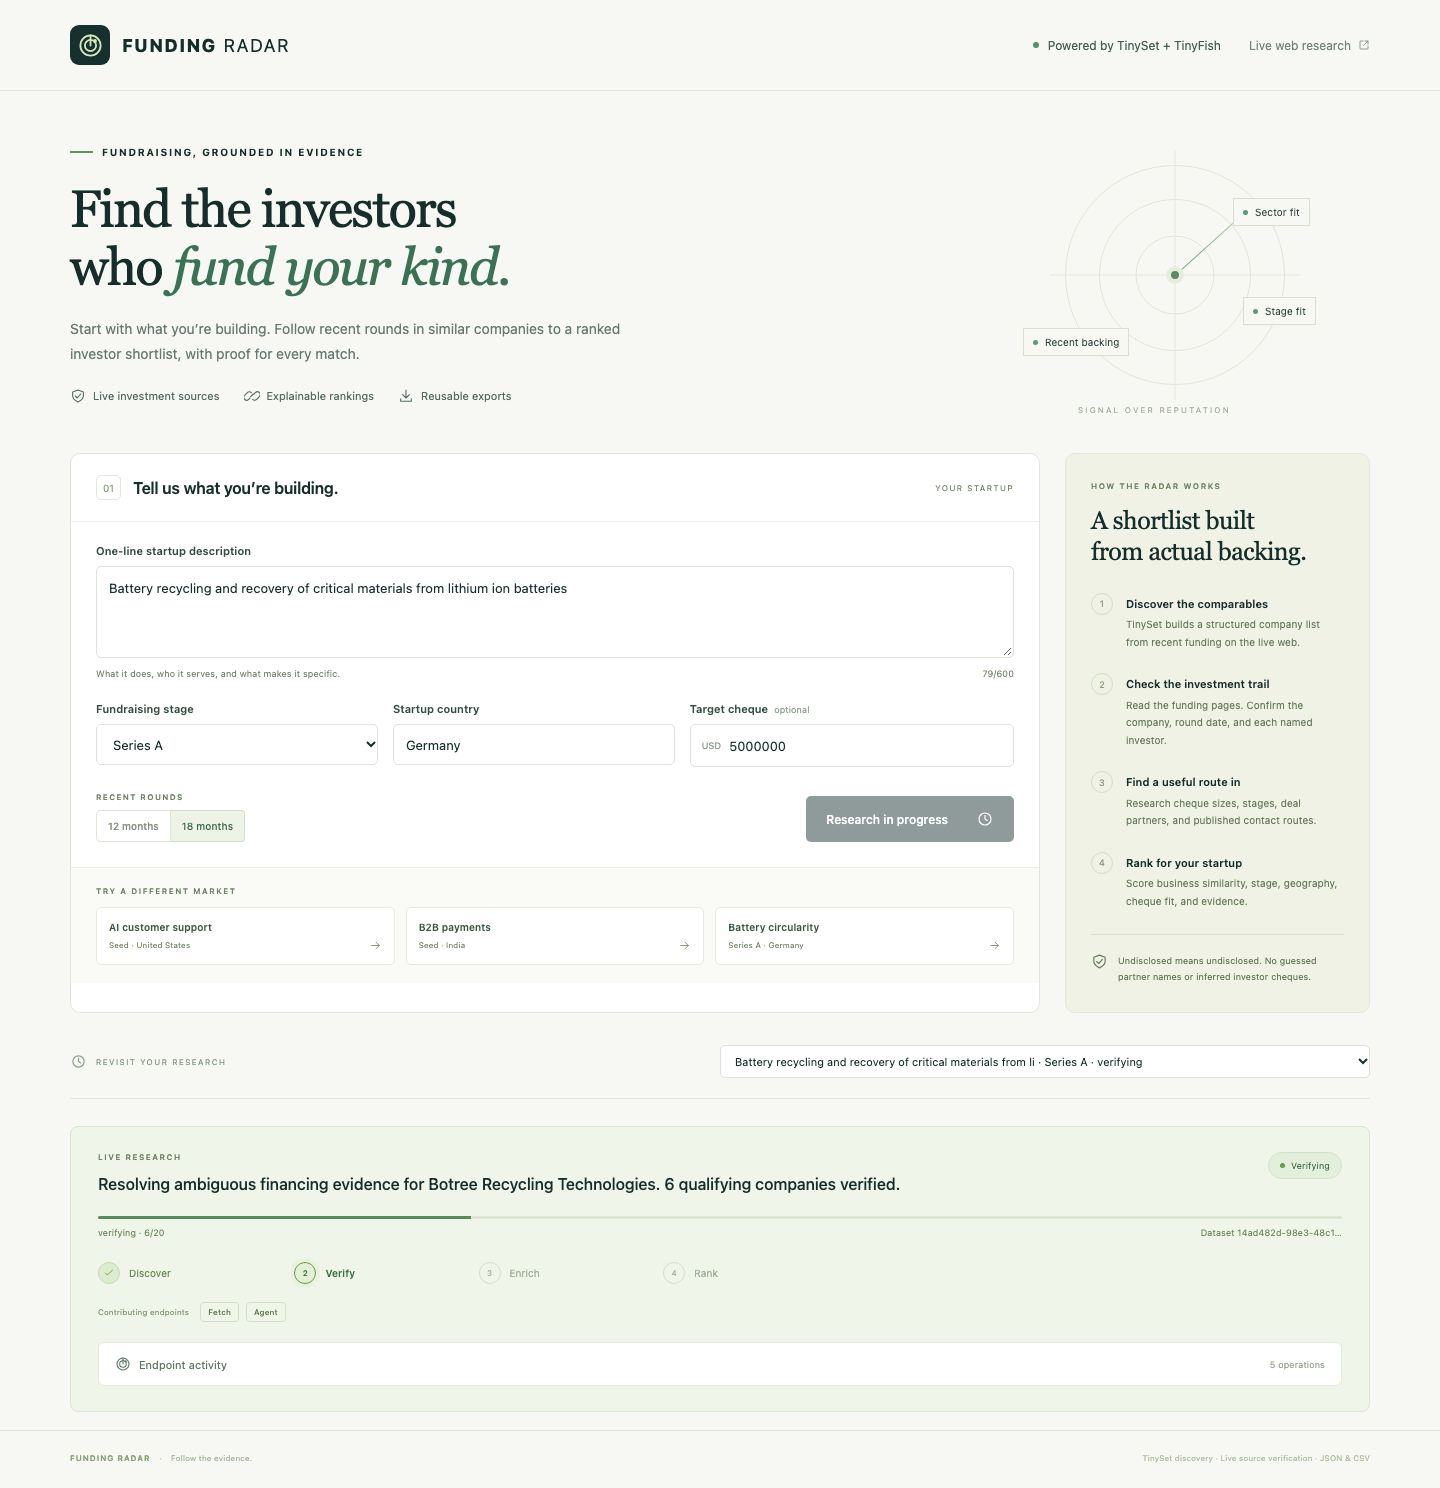 FUNDING RADAR
Powered by TinySet + TinyFish
Live web research
FUNDRAISING, GROUNDED IN EVIDENCE
Find the investors
who fund your kind.
Start with what you’re building. Follow recent rounds in similar companies to a ranked
investor shortlist, with proof for every match.
Live investment sources
Explainable rankings
Reusable exports
Sector fit
Stage fit
Recent backing
SIGNAL OVER REPUTATION
01
Tell us what you’re building.
YOUR STARTUP
One-line startup description
Battery recycling and recovery of critical materials from lithium ion batteries
What it does, who it serves, and what makes it specific.
79/600
Fundraising stage
Startup country
Target cheque optional
Series A
Germany
USD 5000000
RECENT ROUNDS
12 months
18 months
Research in progress
TRY A DIFFERENT MARKET
AI customer support
Seed · United States
B2B payments
Seed · India
Battery circularity
Series A · Germany
HOW THE RADAR WORKS
A shortlist built
from actual backing.
1
Discover the comparables
TinySet builds a structured company list
from recent funding on the live web.
2
Check the investment trail
Read the funding pages. Confirm the
company, round date, and each named
investor.
3
Find a useful route in
Research cheque sizes, stages, deal
partners, and published contact routes.
4
Rank for your startup
Score business similarity, stage, geography,
cheque fit, and evidence.
Undisclosed means undisclosed. No guessed
partner names or inferred investor cheques.
REVISIT YOUR RESEARCH
Battery recycling and recovery of critical materials from li · Series A · verifying
LIVE RESEARCH
Verifying
Resolving ambiguous financing evidence for Botree Recycling Technologies. 6 qualifying companies verified.
verifying · 6/20
Dataset 14ad482d-98e3-48c1...
Discover
2 Verify
3 Enrich
4 Rank
Contributing endpoints Fetch Agent
Endpoint activity
5 operations
FUNDING RADAR · Follow the evidence.
TinySet discovery · Live source verification · JSON & CSV